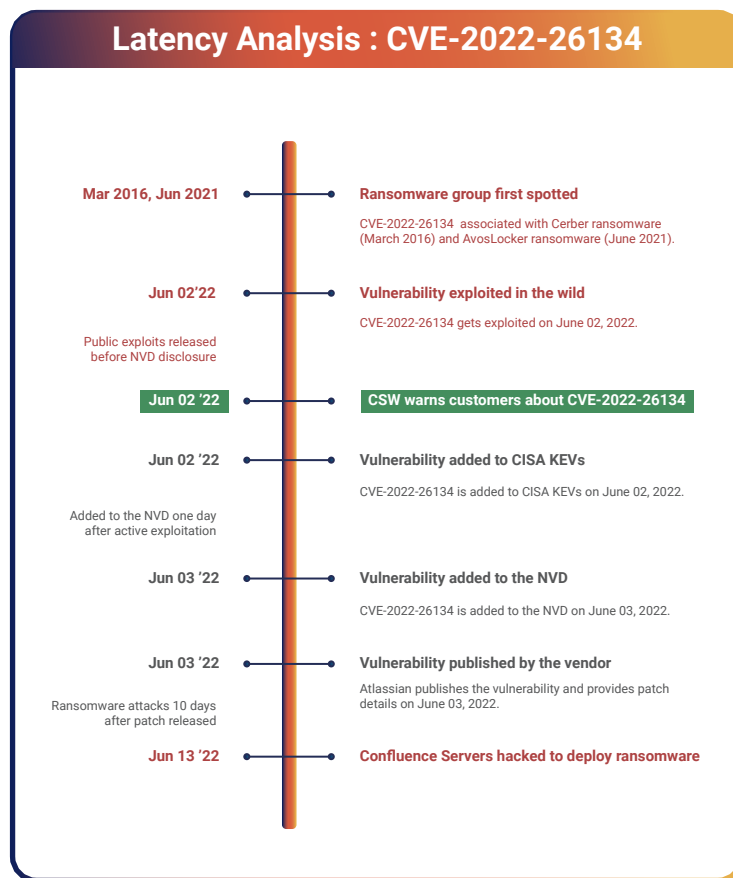 Latency Analysis : CVE-2022-26134
Mar 2016, Jun 2021
Ransomware group first spotted
CVE-2022-26134 associated with Cerber ransomware
(March 2016) and AvosLocker ransomware (June 2021).
Jun 02’22
Vulnerability exploited in the wild
CVE-2022-26134 gets exploited on June 02, 2022.
Public exploits released
before NVD disclosure
Jun 02 ’22
CSW warns customers about CVE-2022-26134
Jun 02 ’22
Vulnerability added to CISA KEVs
CVE-2022-26134 is added to CISA KEVs on June 02, 2022.
Added to the NVD one day
after active exploitation
Jun 03 ’22
Vulnerability added to the NVD
CVE-2022-26134 is added to the NVD on June 03, 2022.
Jun 03 ’22
Vulnerability published by the vendor
Atlassian publishes the vulnerability and provides patch
details on June 03, 2022.
Ransomware attacks 10 days
after patch released
Jun 13 ’22
Confluence Servers hacked to deploy ransomware